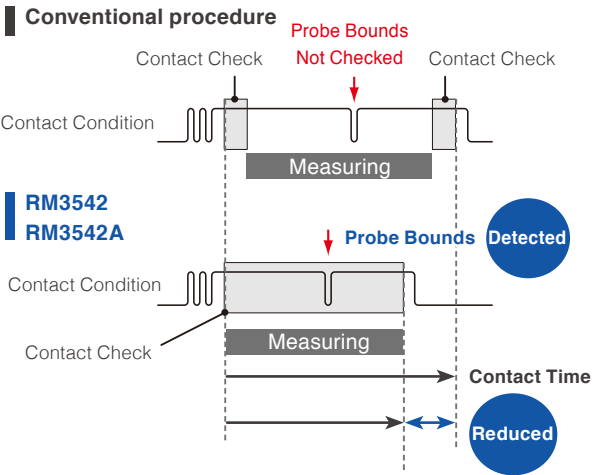 Conventional procedure
Probe Bounds
Not Checked
Contact Check
Contact Check
Contact Condition
Measuring
RM3542
RM3542A
Probe Bounds
Detected
Contact Condition
Measuring
Contact Check
Contact Time
Reduced